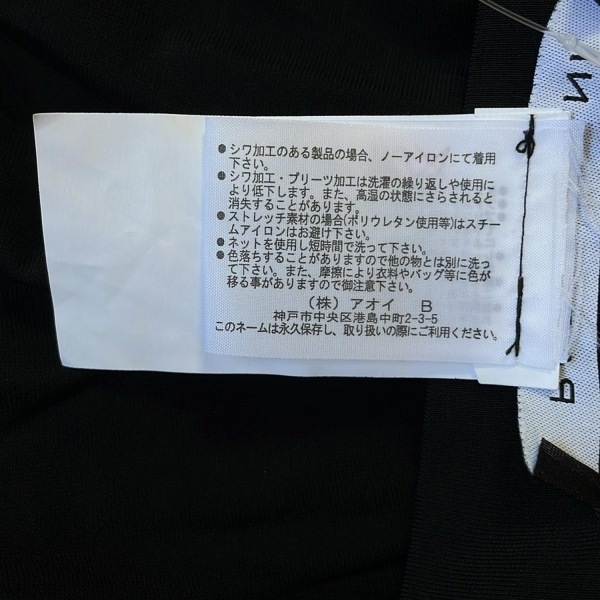 ●シワ加工のある製品の場合、ノーアイロンにて着用
下さい。
●シワ加工・プリーツ加工は洗濯の繰り返しや使用に
より低下します。また、高温の状態にさらされると
消失することがあります。
●ストレッチ素材の場合(ポリウレタン使用等)はスチー
ムアイロンはお避け下さい。
●ネットを使用し短時間で洗って下さい。
●色落ちすることがありますので他の物とは別に洗っ
て下さい。また、摩擦により衣料やバッグ等に色が
移る事がありますので御注意下さい。
(株) アオイ B
神戸市中央区港島中町2-3-5
このネームは永久保存し、取り扱いの際にご利用ください。